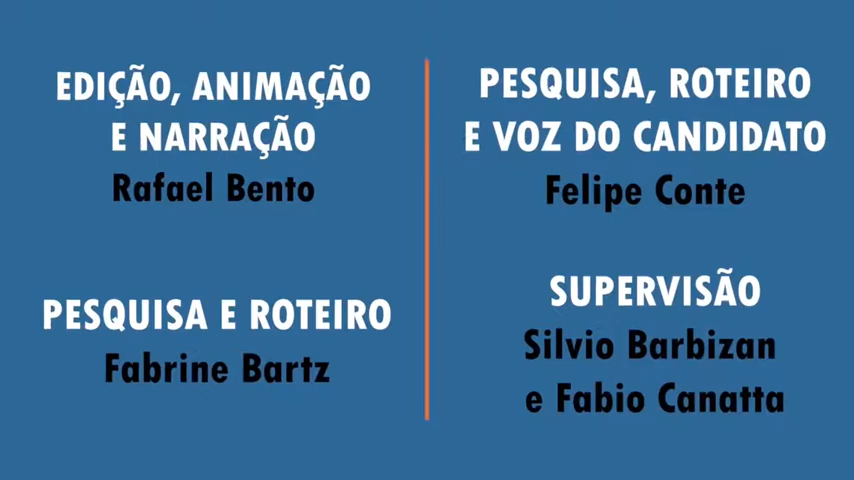 EDIÇÃO, ANIMAÇÃO
E NARRAÇÃO
Rafael Bento
PESQUISA E ROTEIRO
Fabrine Bartz
PESQUISA, ROTEIRO
E VOZ DO CANDIDATO
Felipe Conte
SUPERVISÃO
Silvio Barbizan
e Fabio Canatta